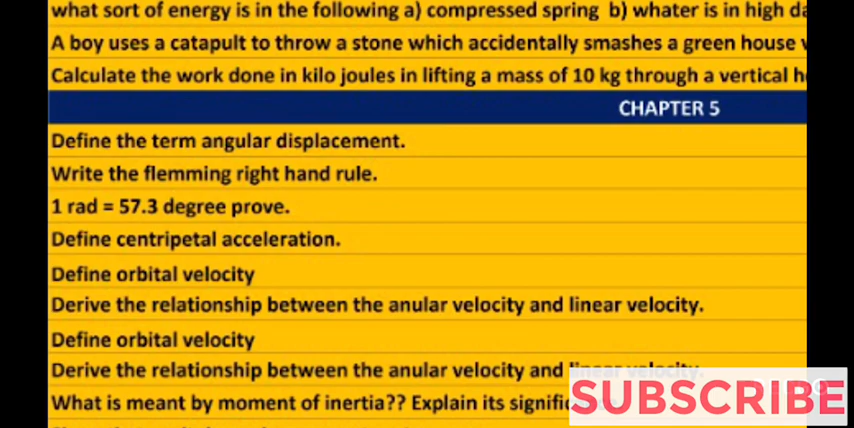 what sort of energy is in the following a) compressed spring b) whater is in high da
A boy uses a catapult to throw a stone which accidentally smashes a green house
Calculate the work done in kilo joules in lifting a mass of 10 kg through a vertical
CHAPTER 5
Define the term angular displacement.
Write the flemming right hand rule.
1 rad = 57.3 degree prove.
Define centripetal acceleration.
Define orbital velocity
Derive the relationship between the anular velocity and linear velocity.
Define orbital velocity
Derive the relationship between the anular velocity and linear velocity.
What is meant by moment of inertia?? Explain its signific
SUBSCRIBE